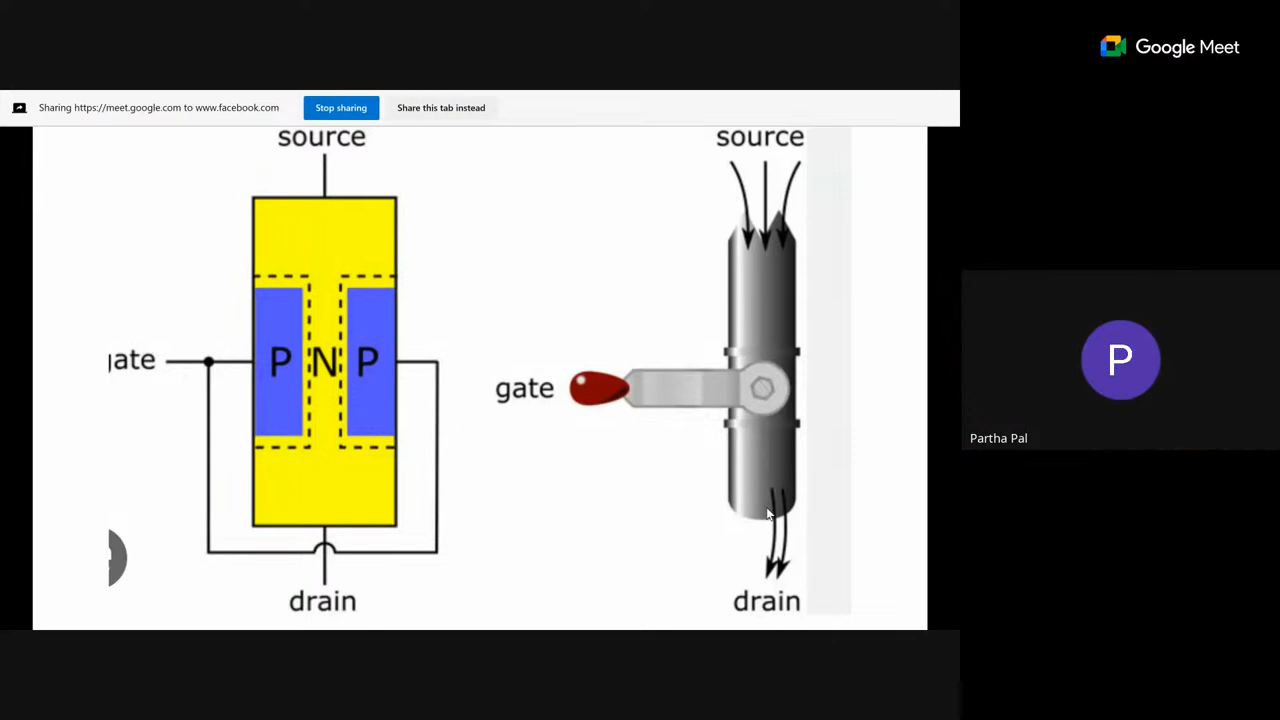 Google Meet
Sharing https://meet.google.com to www.facebook.com
Stop sharing
Share this tab instead
source
source
gate
P N P
gate
drain
drain
P
Partha Pal